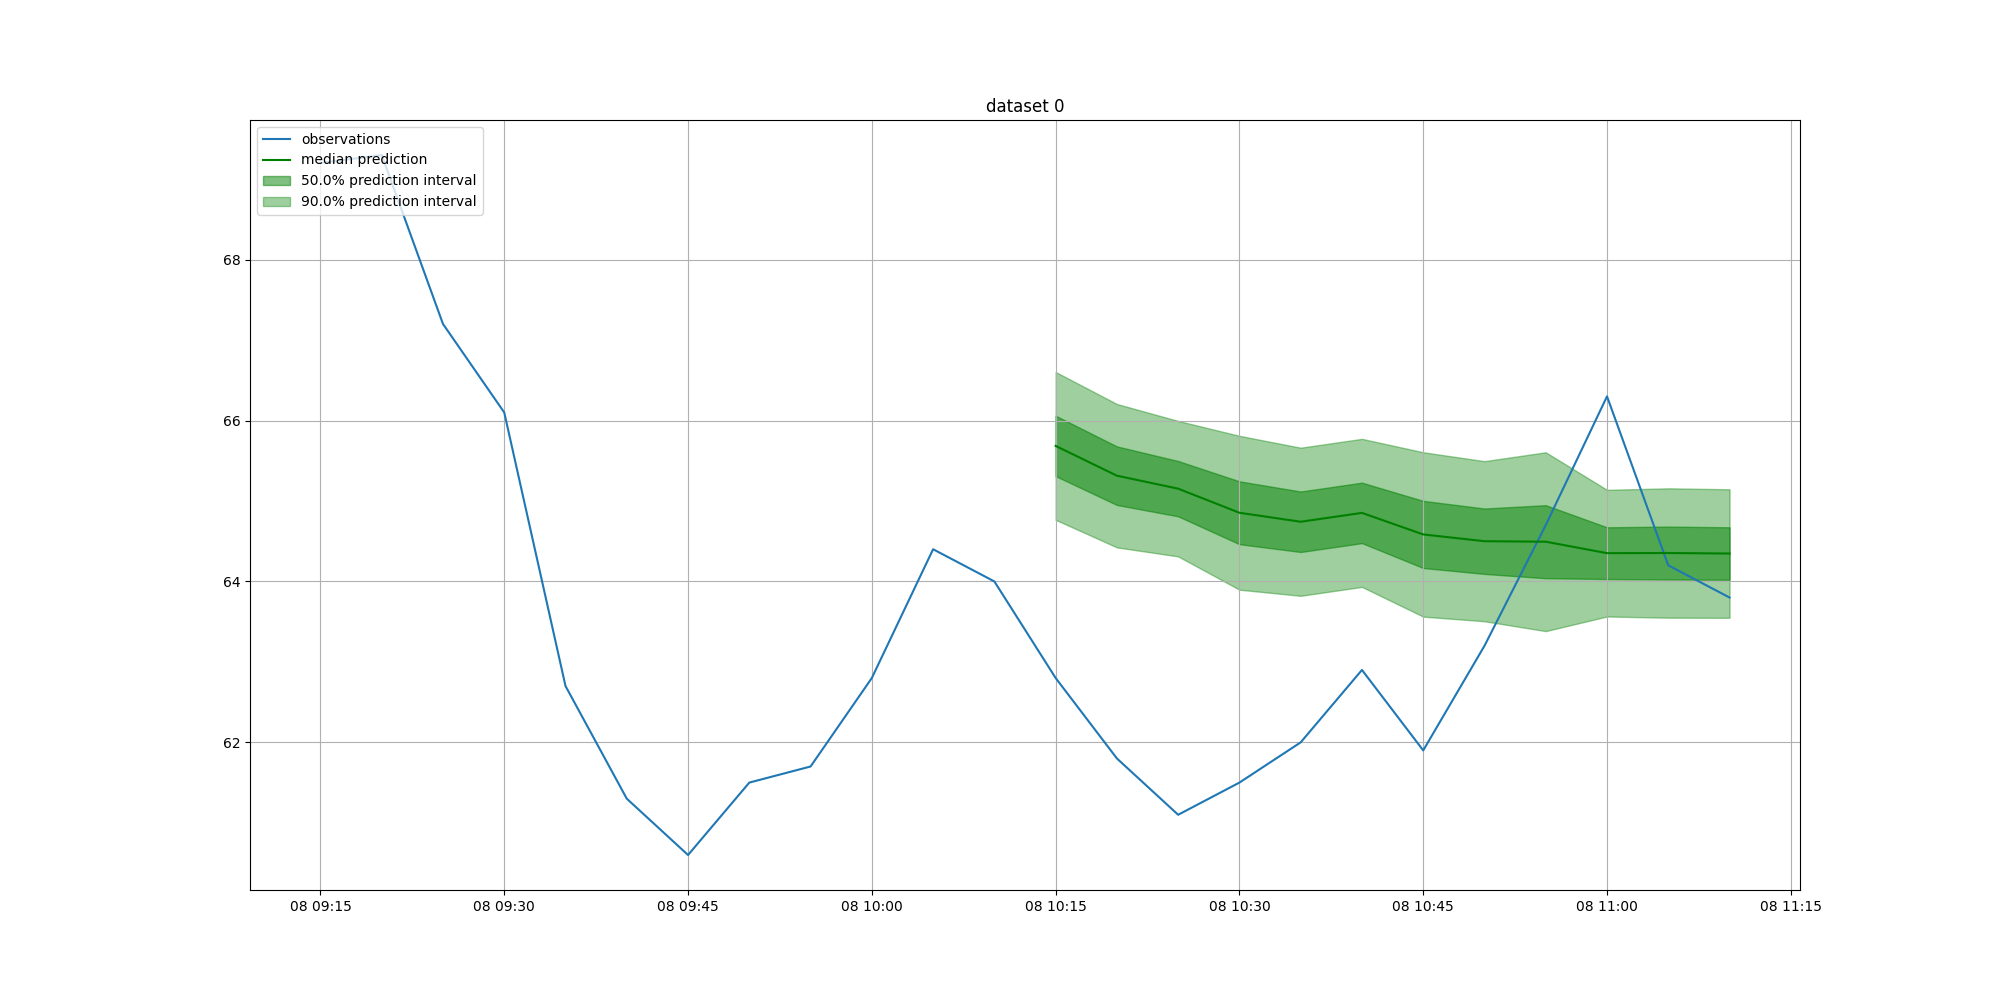 dataset 0
observations
median prediction
50.0% prediction interval
90.0% prediction interval
68
66
64
62
08 09:15 08 09:30 08 09:45 08 10:00 08 10:15 08 10:30 08 10:45 08 11:00 08 11:15